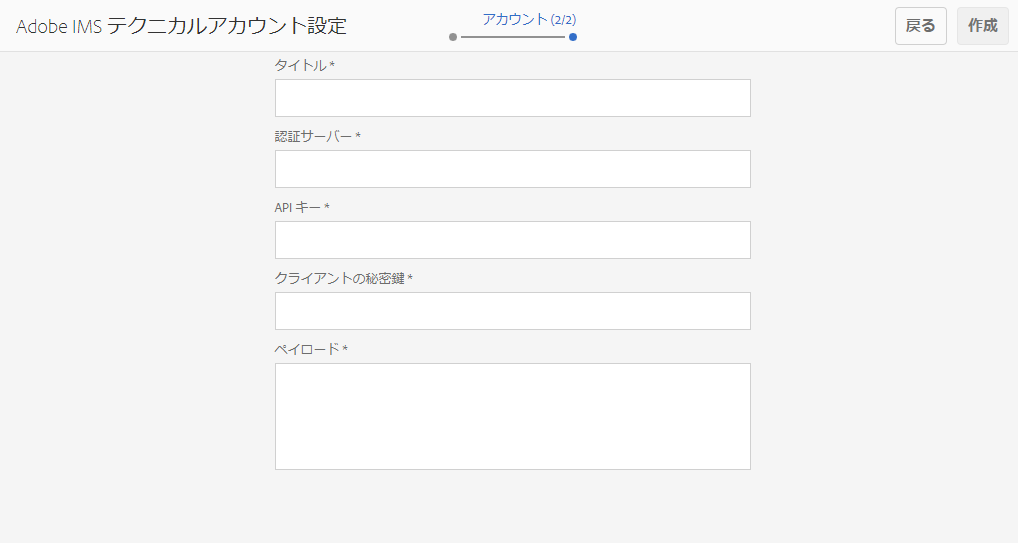 Adobe IMS テクニカルアカウント設定
アカウント (2/2)
戻る
作成
タイトル *
認証サーバー *
API キー *
クライアントの秘密鍵 *
ペイロード *